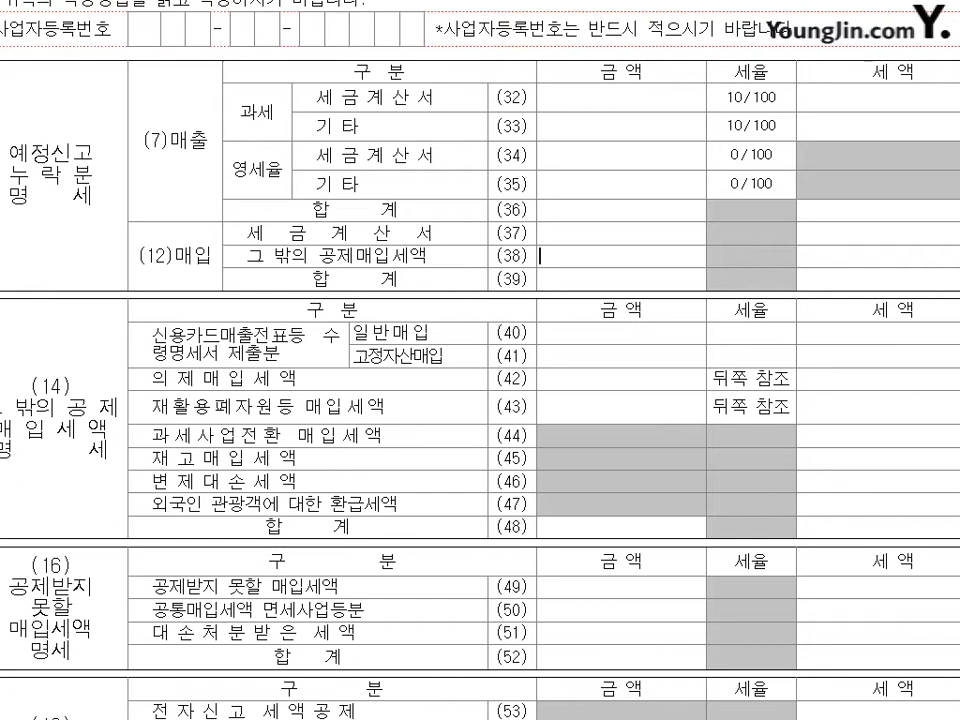 사업자등록번호 - - *사업자등록번호는 반드시 적으시기 바랍니다
YoungJin.com Y.
구 분 금 액 세율 세 액
예정신고
누 락 분
명 세
(7)매출 과세 세 금 계 산 서 (32) 10/100
기 타 (33) 10/100
영세율 세 금 계 산 서 (34) 0/100
기 타 (35) 0/100
합 계 (36)
(12)매입 세 금 계 산 서 (37)
그 밖의 공제매입세액 (38)
합 계 (39)
구 분 금 액 세율 세 액
(14)
밖의 공 제
매 입 세 액
명 세
신용카드매출전표등 수
령명세서 제출분
일반매입 (40)
고정자산매입 (41)
의 제 매 입 세 액 (42) 뒤쪽 참조
재활용폐자원등 매입세액 (43) 뒤쪽 참조
과세사업전환 매입세액 (44)
재 고 매 입 세 액 (45)
변 제 대 손 세 액 (46)
외국인 관광객에 대한 환급세액 (47)
합 계 (48)
(16)
공제받지
못할
매입세액
명세
구 분 금 액 세율 세 액
공제받지 못할 매입세액 (49)
공통매입세액 면세사업등분 (50)
대 손 처 분 받 은 세 액 (51)
합 계 (52)
구 분 금 액 세율 세 액
전 자 신 고 세 액 공 제 (53)